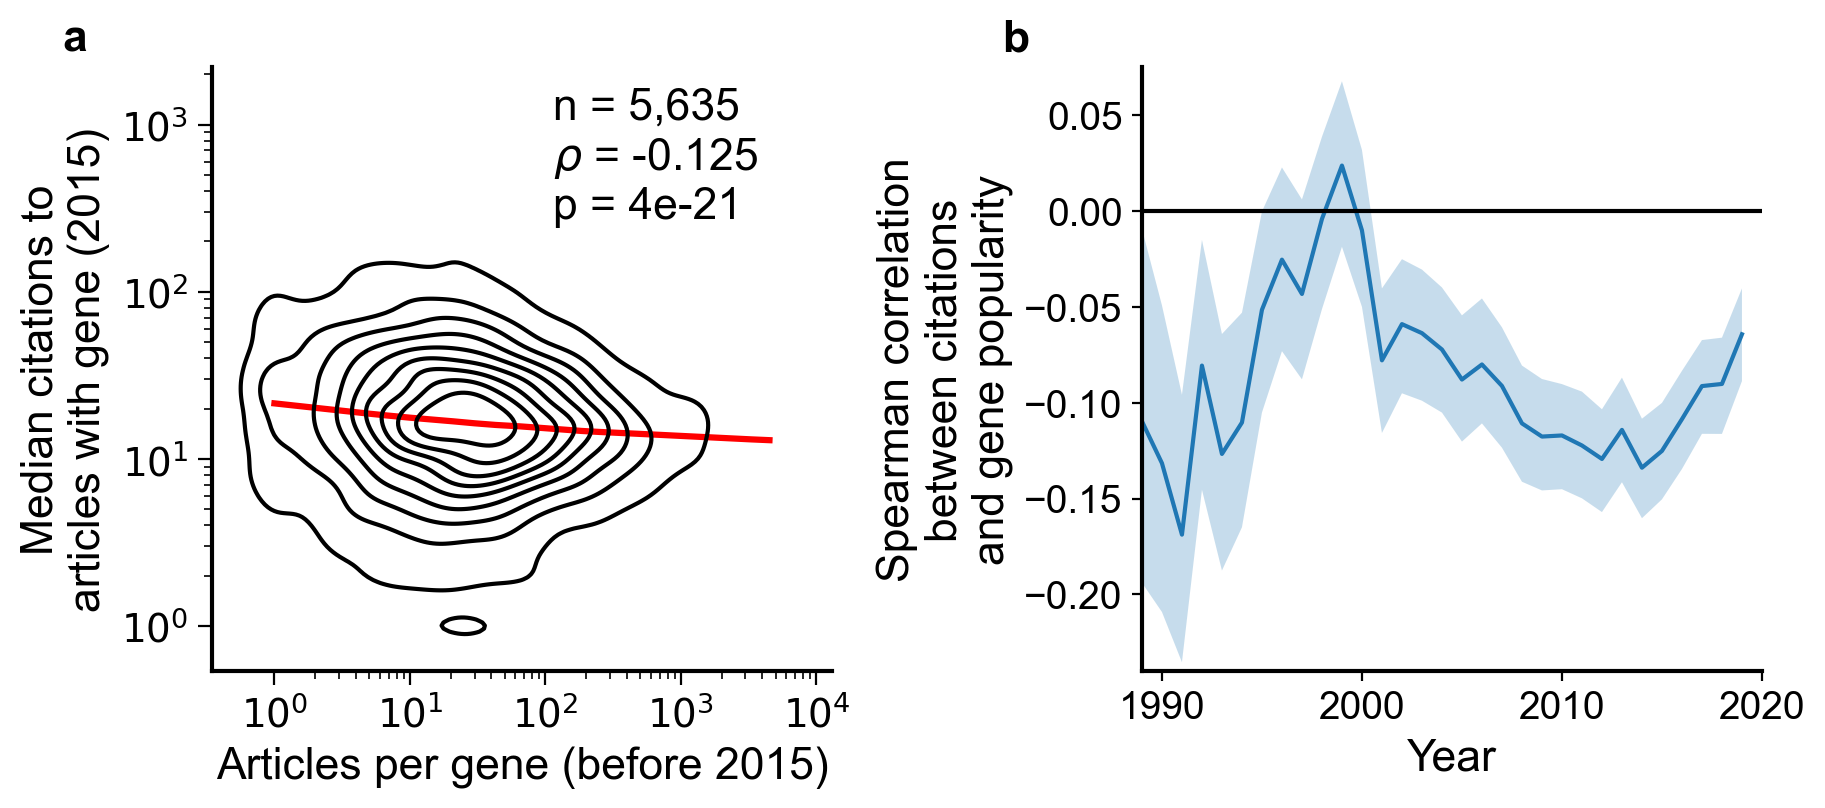 a
n = 5,635
ρ = -0.125
p = 4e-21
Median citations to
articles with gene (2015)
10³
10²
10¹
10⁰
10⁰ 10¹ 10² 10³ 10⁴
Articles per gene (before 2015)
b
Spearman correlation
between citations
and gene popularity
0.05
0.00
−0.05
−0.10
−0.15
−0.20
1990 2000 2010 2020
Year